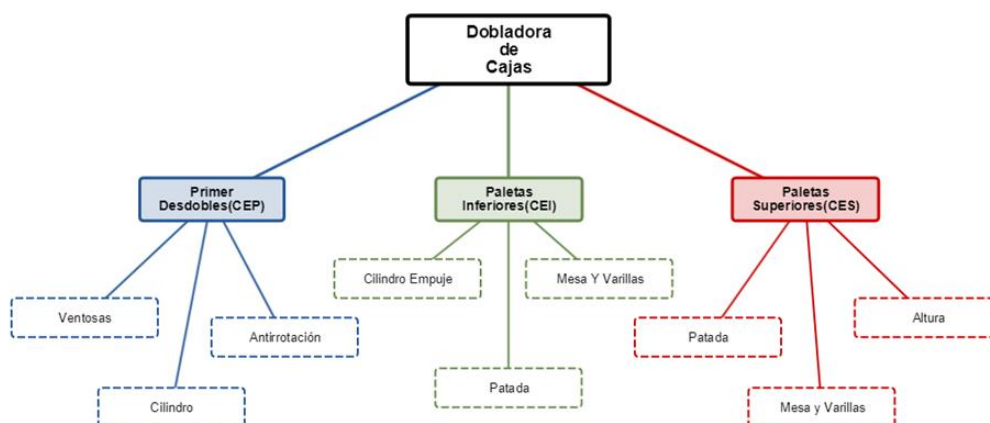 Dobladora
de
Cajas
Primer
Desdobles(CEP)
Paletas
Inferiores(CEI)
Paletas
Superiores(CES)
Cilindro Empuje
Mesa Y Varillas
Ventosas
Antirrotación
Patada
Altura
Patada
Cilindro
Mesa y Varillas